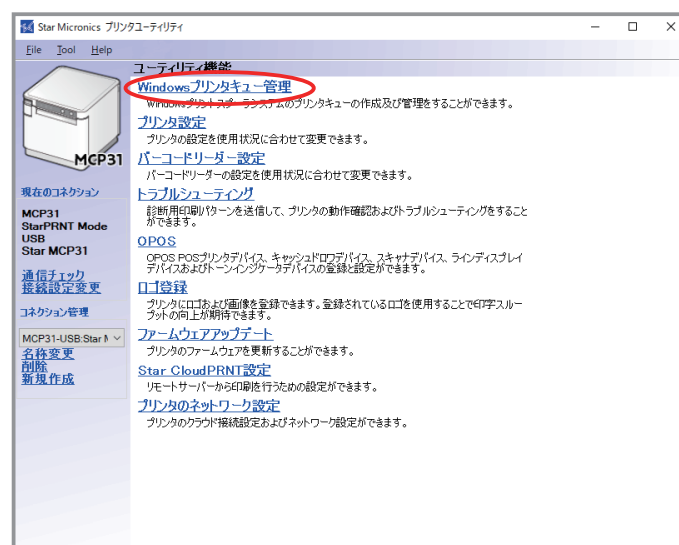 Star Micronics プリンタユーティリティ
File Tool Help
ユーティリティ機能
Windowsプリンタキュー管理
Windowsプリントスプーラシステムのプリンタキューの作成及び管理をすることができます。
プリンタ設定
プリンタの設定を使用状況に合わせて変更できます。
バーコードリーダー設定
バーコードリーダーの設定を使用状況に合わせて変更できます。
トラブルシューティング
診断用印刷パターンを送信して、プリンタの動作確認およびトラブルシューティングをすること
ができます。
OPOS
OPOS POSプリンタデバイス、キャッシュドロワデバイス、スキャナデバイス、ラインディスプレイ
デバイスおよびトーンインジケータデバイスの登録と設定ができます。
ロゴ登録
プリンタにロゴおよび画像を登録できます。登録されているロゴを使用することで印字スルー
プットの向上が期待できます。
ファームウェアアップデート
プリンタのファームウェアを更新することができます。
Star CloudPRNT設定
リモートサーバーから印刷を行うための設定ができます。
プリンタのネットワーク設定
プリンタのクラウド接続設定およびネットワーク設定ができます。
MCP31
現在のコネクション
MCP31
StarPRNT Mode
USB
Star MCP31
通信チェック
接続設定変更
コネクション管理
MCP31-USB:Star M
名称変更
削除
新規作成